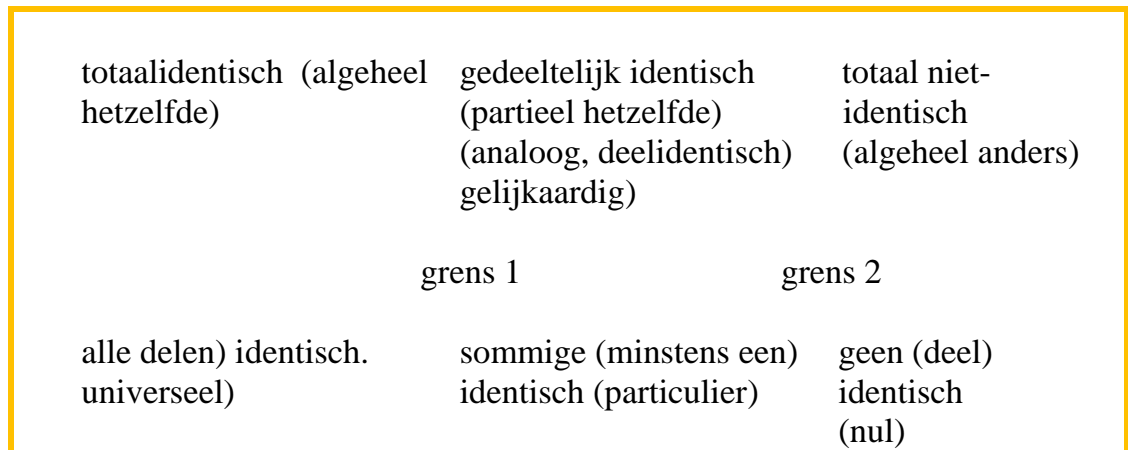 totaalidentisch (algeheel hetzelfde)
gedeeltelijk identisch
(partieel hetzelfde)
(analoog, deelidentisch)
gelijkaardig)
totaal niet-
identisch
(algeheel anders)
grens 1
grens 2
alle delen) identisch.
universeel)
sommige (minstens een)
identisch (particulier)
geen (deel)
identisch
(nul)